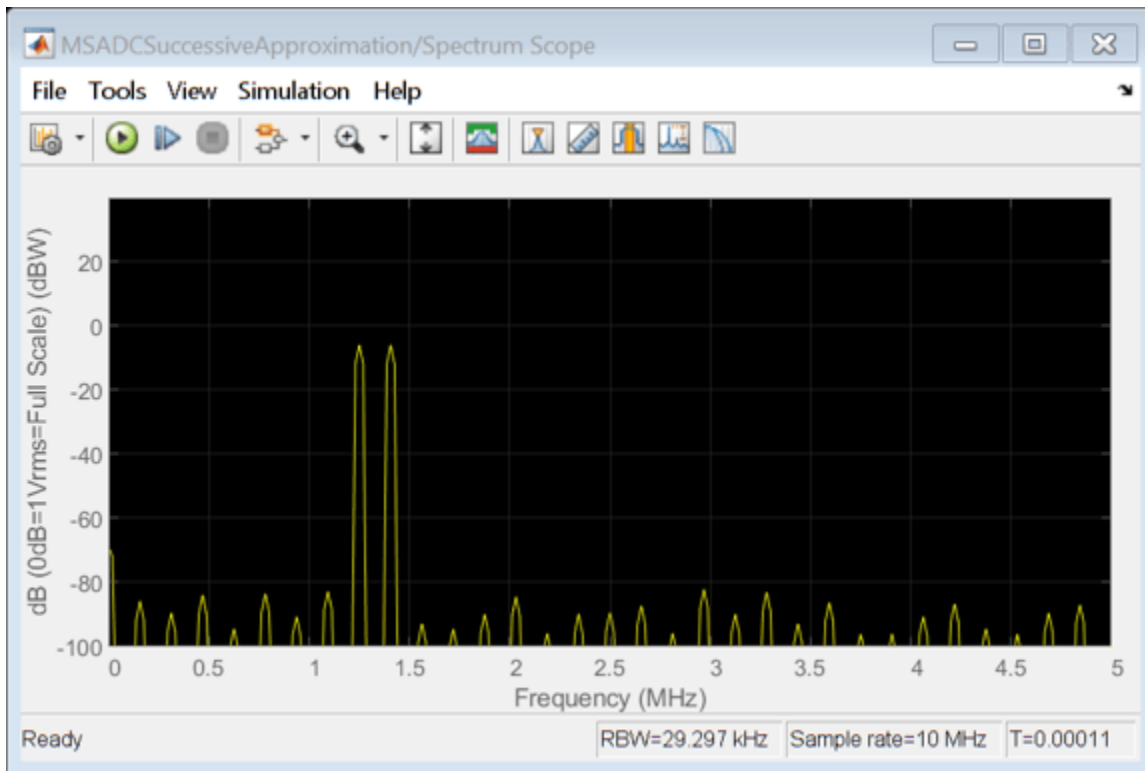 MSADCSuccessiveApproximation/Spectrum Scope
File Tools View Simulation Help
dB (0dB=1Vrms=Full Scale) (dBW)
20
0
-20
-40
-60
-80
-100
0 0.5 1 1.5 2 2.5 3 3.5 4 4.5 5
Frequency (MHz)
Ready RBW=29.297 kHz Sample rate=10 MHz T=0.00011